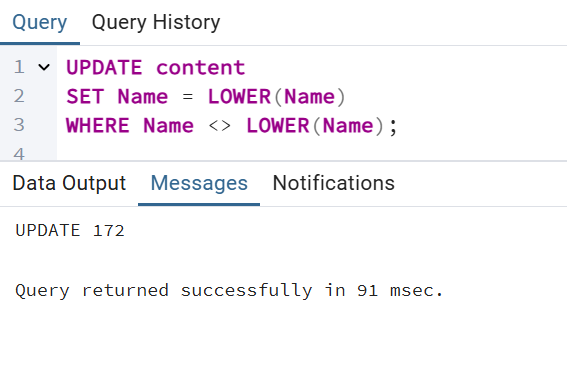 Query Query History
1 UPDATE content
2 SET Name = LOWER(Name)
3 WHERE Name <> LOWER(Name);
4
Data Output Messages Notifications
UPDATE 172
Query returned successfully in 91 msec.